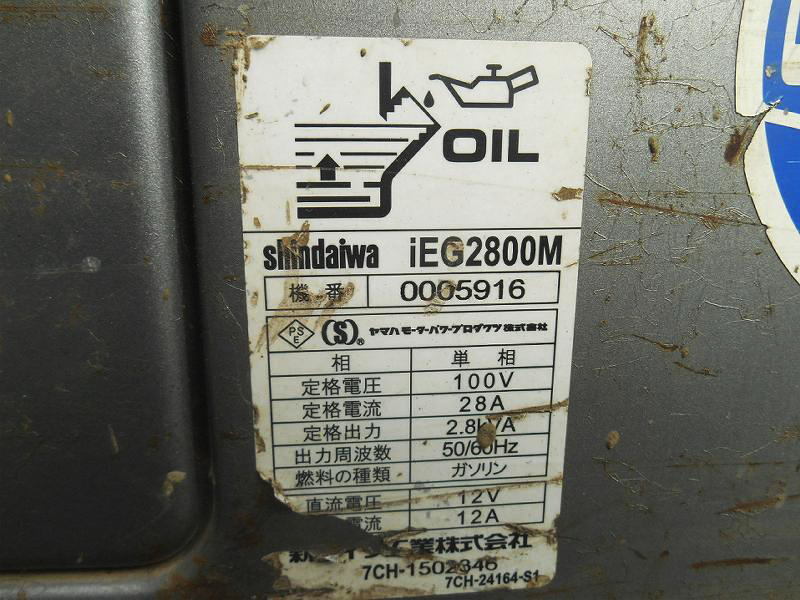 OIL
shindaiwa iEG2800M
機番 0005916
PS E (S)® ヤマハモーターパワープロダクツ株式会社
相 単相
定格電圧 100V
定格電流 28A
定格出力 2.8kVA
出力周波数 50/60Hz
燃料の種類 ガソリン
直流電圧 12V
電流 12A
工業株式会社
7CH-1502346
7CH-24164-S1